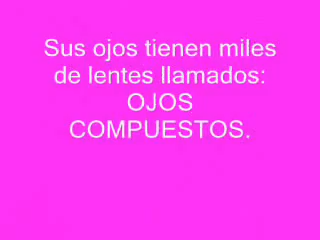 Sus ojos tienen miles
de lentes llamados:
OJOS
COMPUESTOS.